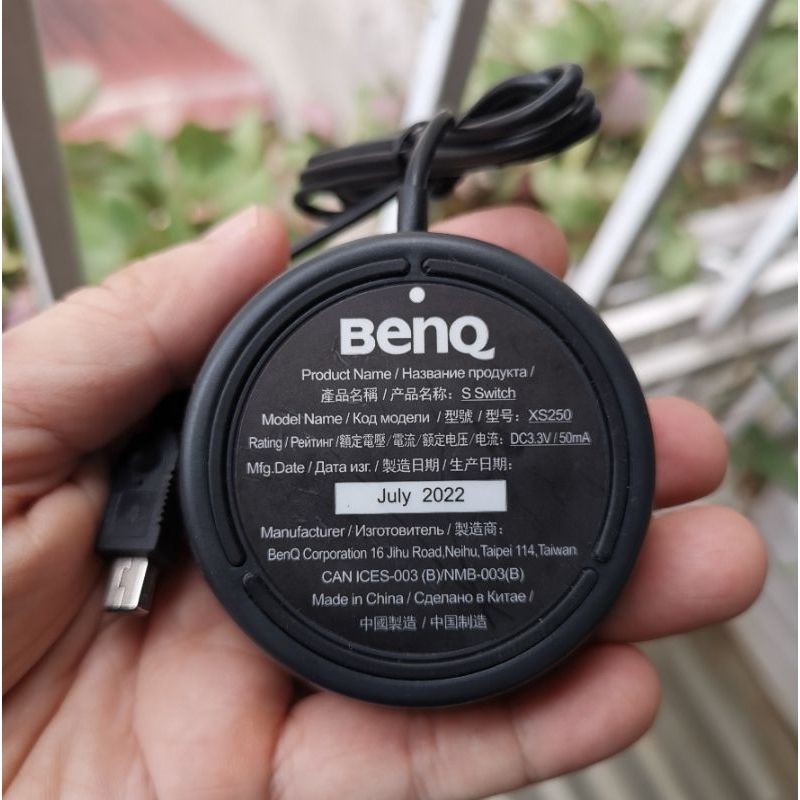 BenQ
Product Name / Название продукта /
產品名稱 / 产品名称: S Switch
Model Name / Код модели / 型號 / 型号: XS250
Rating / Рейтинг / 額定電壓/電流/额定电压/电流: DC3.3V / 50mA
Mfg.Date / Дата изг. / 製造日期 / 生产日期:
July 2022
Manufacturer / Изготовитель / 製造商:
BenQ Corporation 16 Jihu Road,Neihu,Taipei 114,Taiwan
CAN ICES-003 (B)/NMB-003(B)
Made in China / Сделано в Китае /
中國製造 / 中国制造